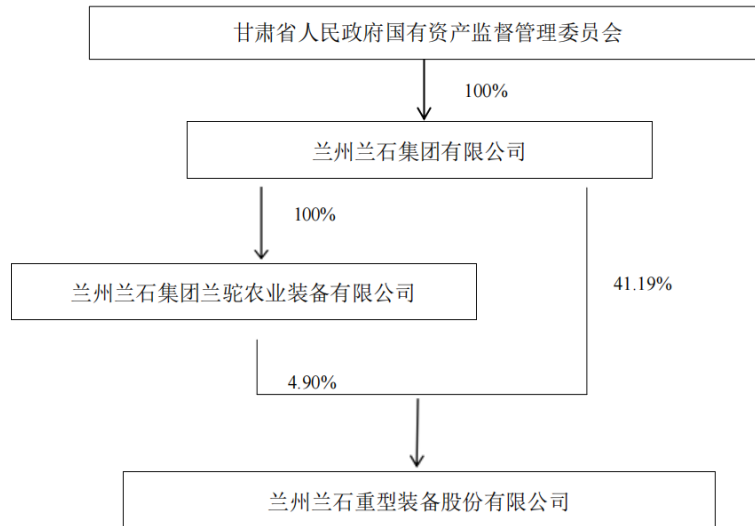 甘肃省人民政府国有资产监督管理委员会
100%
兰州兰石集团有限公司
100%
兰州兰石集团兰驼农业装备有限公司
41.19%
4.90%
兰州兰石重型装备股份有限公司